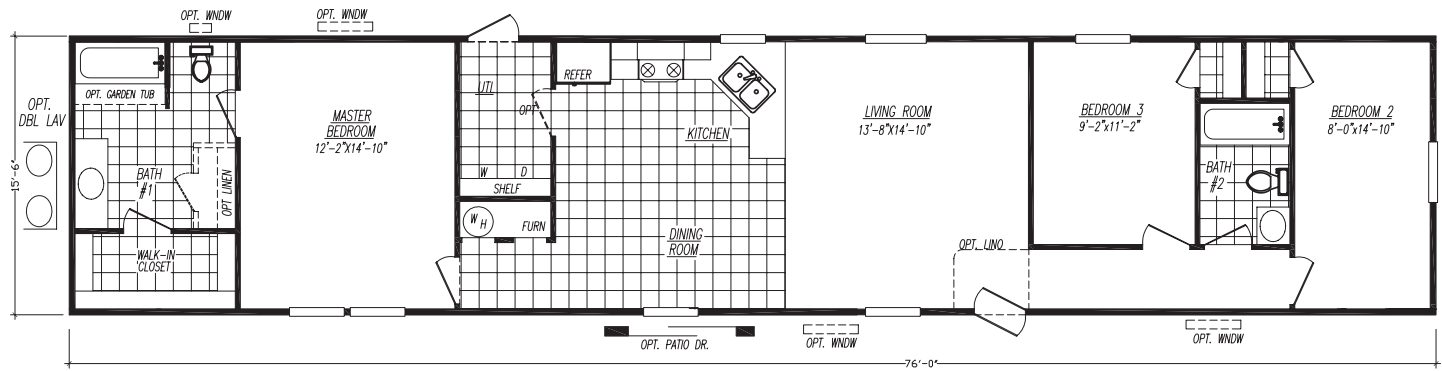 OPT. WNDW
OPT. WNDW
OPT.
DBL LAV
15'-6"
OPT. GARDEN TUB
BATH
#1
OPT LINEN
WALK-IN
CLOSET
MASTER
BEDROOM
12'-2"X14'-10"
UTL
OPT
W D
SHELF
W H
FURN
REFER
KITCHEN
DINING
ROOM
LIVING ROOM
13'-8"X14'-10"
OPT. LINO
BEDROOM 3
9'-2"x11'-2"
BATH
#2
BEDROOM 2
8'-0"x14'-10"
OPT. PATIO DR.
OPT. WNDW
OPT. WNDW
76'-0"